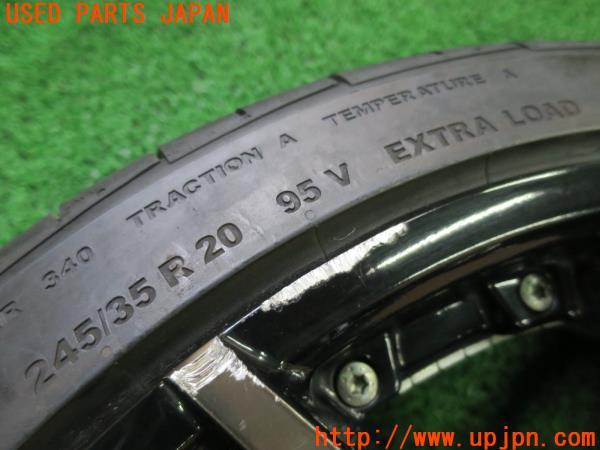 USED PARTS JAPAN
R 340 TRACTION A TEMPERATURE A
245/35 R 20 95 V EXTRA LOAD
http://www.upjpn.com